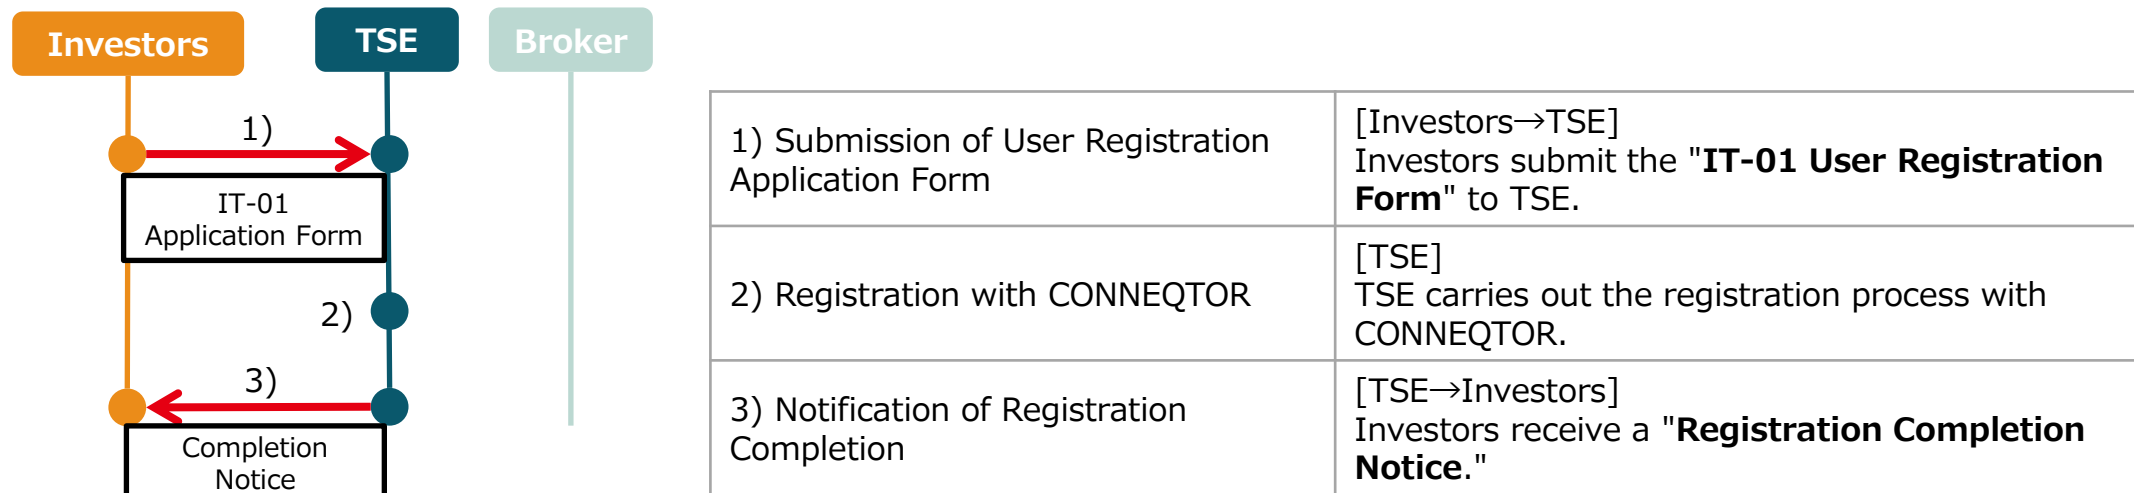 Investors
TSE
Broker
1)
IT-01
Application Form
2)
3)
Completion
Notice
1) Submission of User Registration
Application Form
[Investors→TSE]
Investors submit the "IT-01 User Registration
Form" to TSE.
2) Registration with CONNEQTOR
[TSE]
TSE carries out the registration process with
CONNEQTOR.
3) Notification of Registration
Completion
[TSE→Investors]
Investors receive a "Registration Completion
Notice."